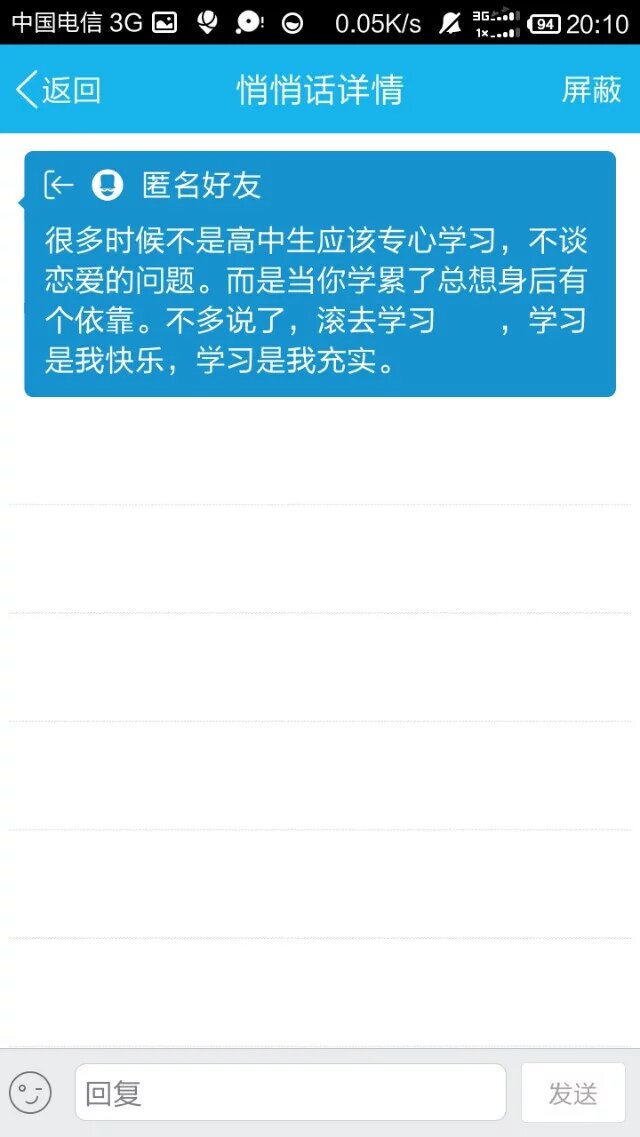 中国电信 3G 0.05K/s 3G 1x 94 20:10
返回 悄悄话详情 屏蔽
匿名好友
很多时候不是高中生应该专心学习，不谈
恋爱的问题。而是当你学累了总想身后有
个依靠。不多说了，滚去学习　　，学习
是我快乐，学习是我充实。
回复 发送